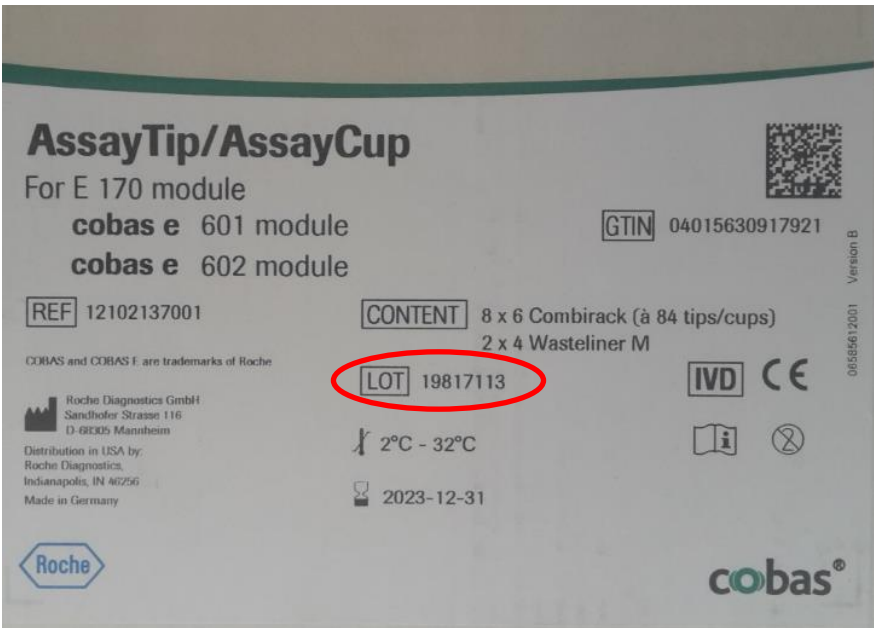 AssayTip/AssayCup
For E 170 module
cobas e 601 module
cobas e 602 module
GTIN 04015630917921
REF 12102137001
CONTENT 8 x 6 Combirack (à 84 tips/cups)
2 x 4 Wasteliner M
COBAS and COBAS E are trademarks of Roche
LOT 19817113
IVD CE
Roche Diagnostics GmbH
Sandhofer Strasse 116
D-68305 Mannheim
2°C - 32°C
i
2
Distribution in USA by:
Roche Diagnostics,
Indianapolis, IN 46256
Made in Germany
2023-12-31
06585612001 Version B
Roche
cobas®